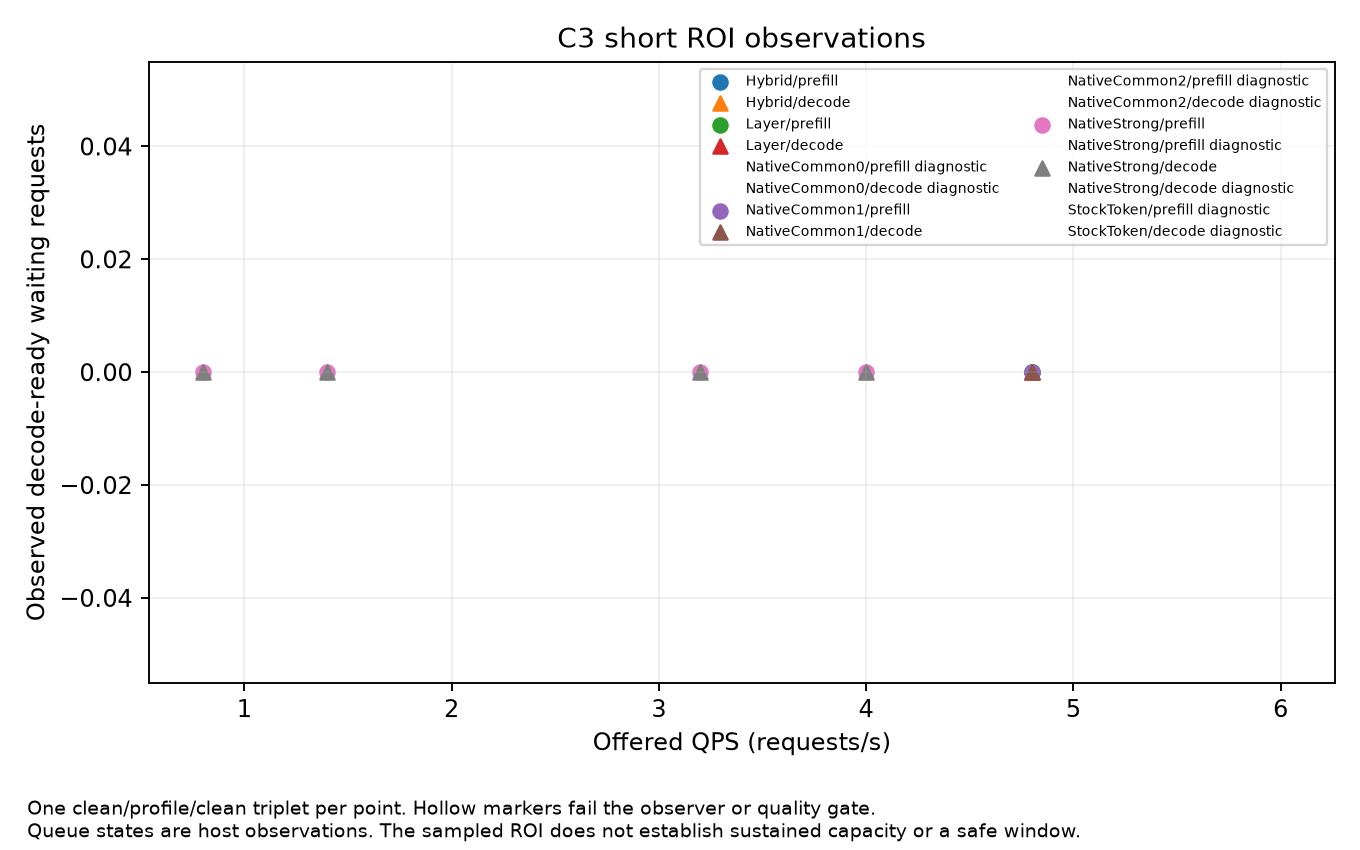 C3 short ROI observations
Observed decode-ready waiting requests
0.04
0.02
0.00
−0.02
−0.04
Hybrid/prefill
Hybrid/decode
Layer/prefill
Layer/decode
NativeCommon0/prefill diagnostic
NativeCommon0/decode diagnostic
NativeCommon1/prefill
NativeCommon1/decode
NativeCommon2/prefill diagnostic
NativeCommon2/decode diagnostic
NativeStrong/prefill
NativeStrong/prefill diagnostic
NativeStrong/decode
NativeStrong/decode diagnostic
StockToken/prefill diagnostic
StockToken/decode diagnostic
1 2 3 4 5 6
Offered QPS (requests/s)
One clean/profile/clean triplet per point. Hollow markers fail the observer or quality gate.
Queue states are host observations. The sampled ROI does not establish sustained capacity or a safe window.